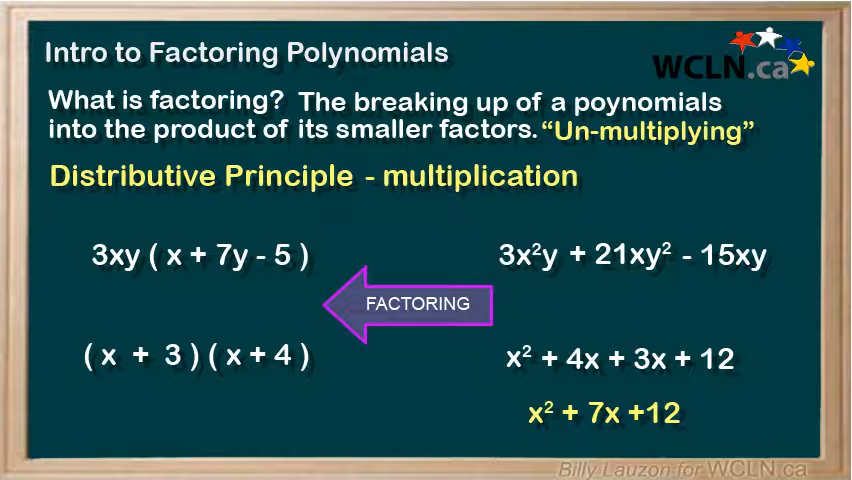 Intro to Factoring Polynomials
WCLN.ca
What is factoring? The breaking up of a poynomials
into the product of its smaller factors. “Un-multiplying”
Distributive Principle - multiplication
3xy ( x + 7y - 5 )
3x²y + 21xy² - 15xy
FACTORING
( x + 3 ) ( x + 4 )
x² + 4x + 3x + 12
x² + 7x +12
Billy Lauzon for WCLN.ca